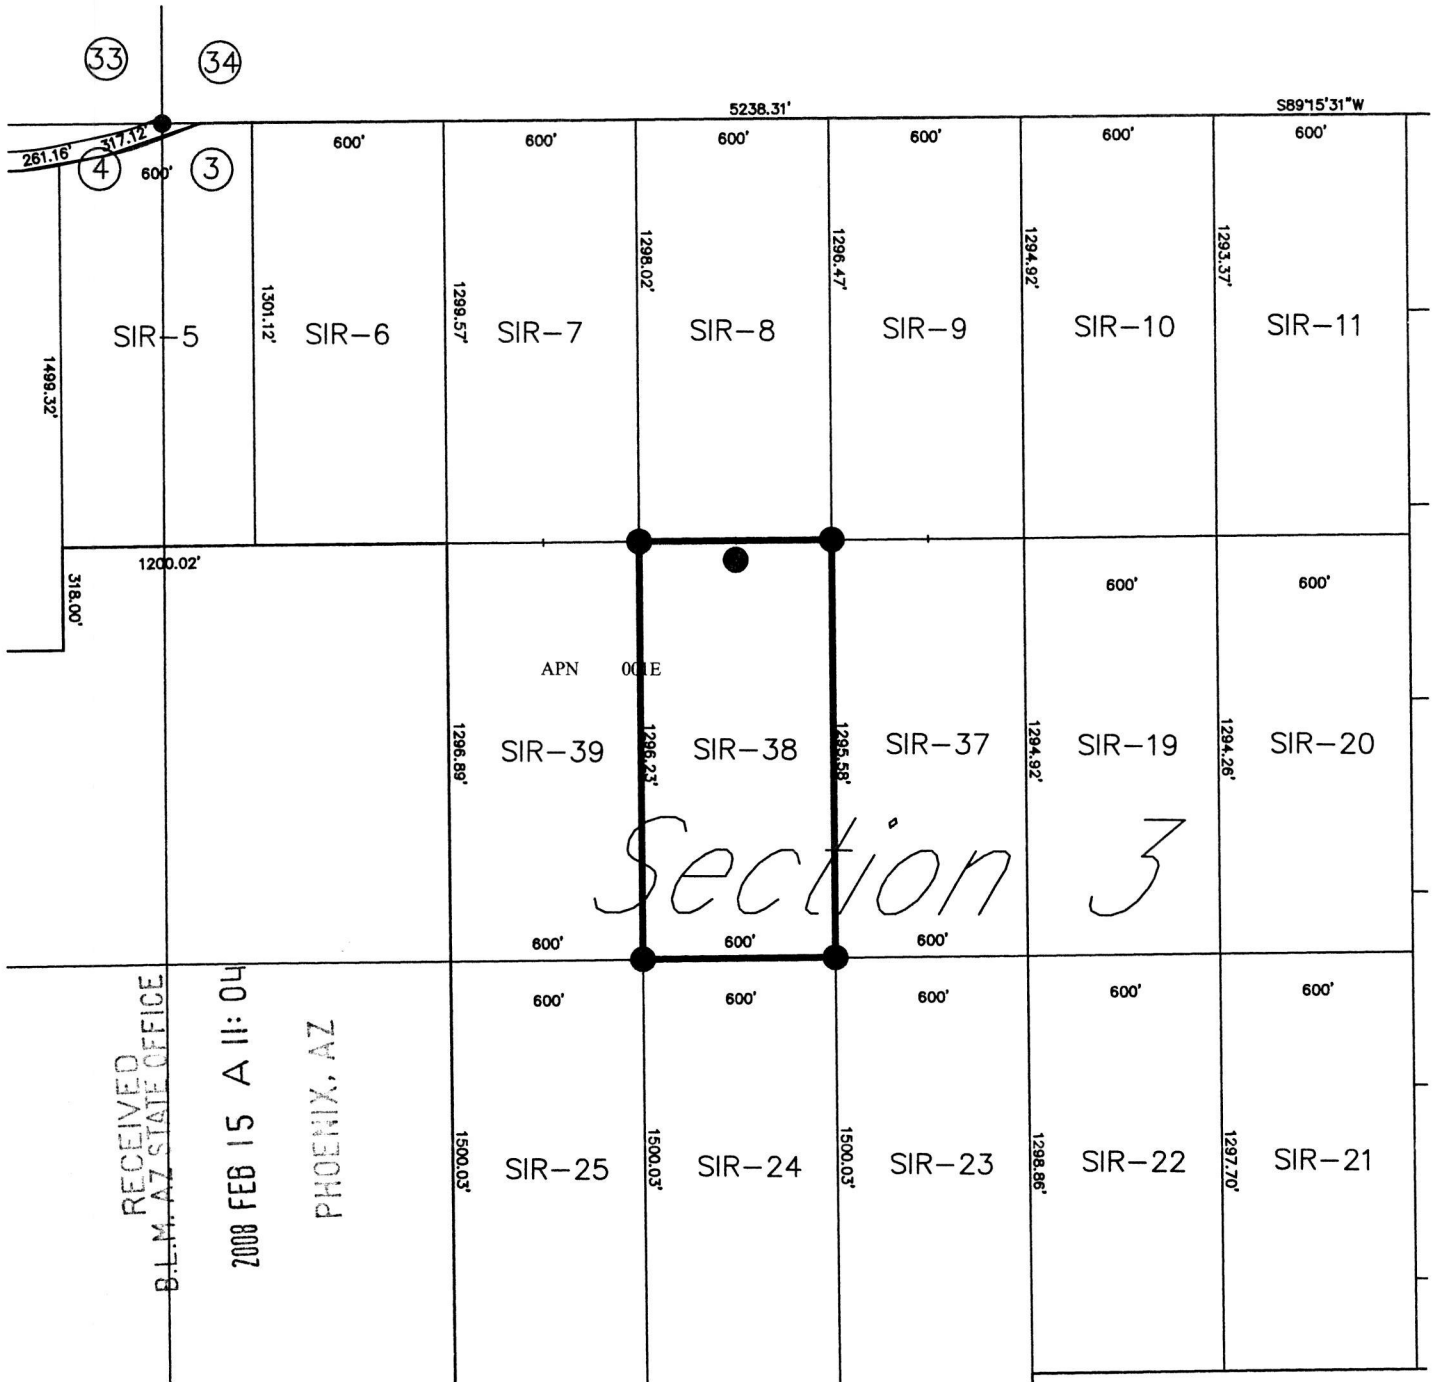 33 34
5238.31' S89°15'31"W
261.16' 317.12'
4 600' 3 600' 600' 600' 600' 600' 600'
1499.32' 1301.12' 1299.57' 1298.02' 1296.47' 1294.92' 1293.37'
SIR-5 SIR-6 SIR-7 SIR-8 SIR-9 SIR-10 SIR-11
1200.02'
318.00'
600' 600'
APN 001E
1296.89' 1296.23' 1295.58' 1294.92' 1294.26'
SIR-39 SIR-38 SIR-37 SIR-19 SIR-20
Section 3
600' 600' 600'
600' 600' 600' 600' 600'
1500.03' 1500.03' 1500.03' 1298.86' 1297.70'
SIR-25 SIR-24 SIR-23 SIR-22 SIR-21
RECEIVED
B.L.M. AZ STATE OFFICE
2008 FEB 15 A 11:04
PHOENIX, AZ